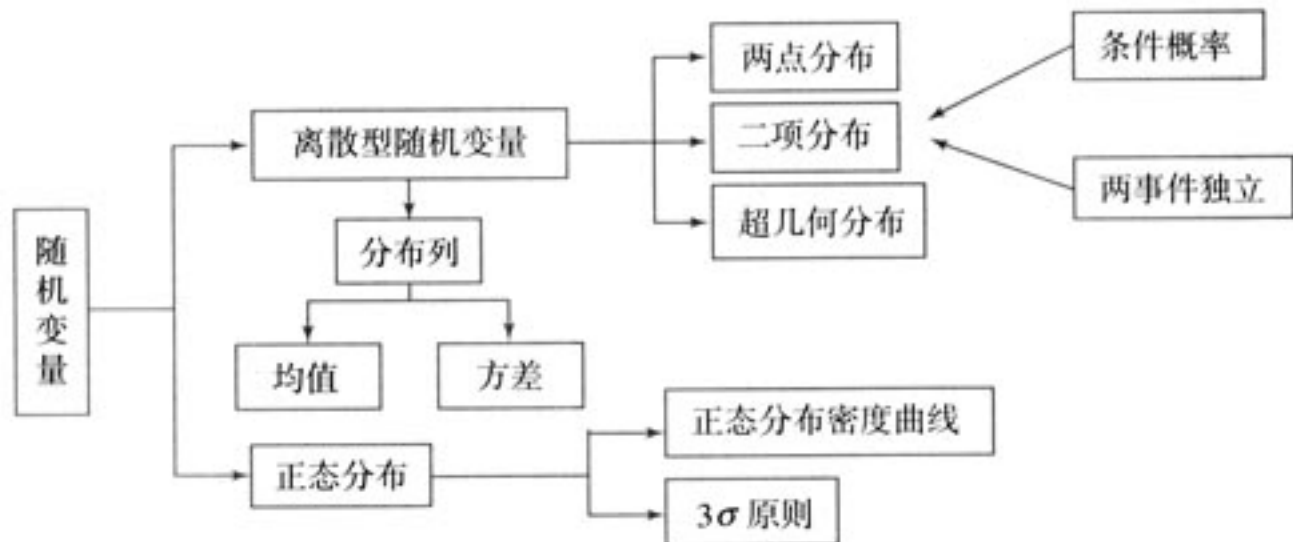 随机变量
离散型随机变量
两点分布
二项分布
超几何分布
条件概率
两事件独立
分布列
均值
方差
正态分布
正态分布密度曲线
3σ 原则